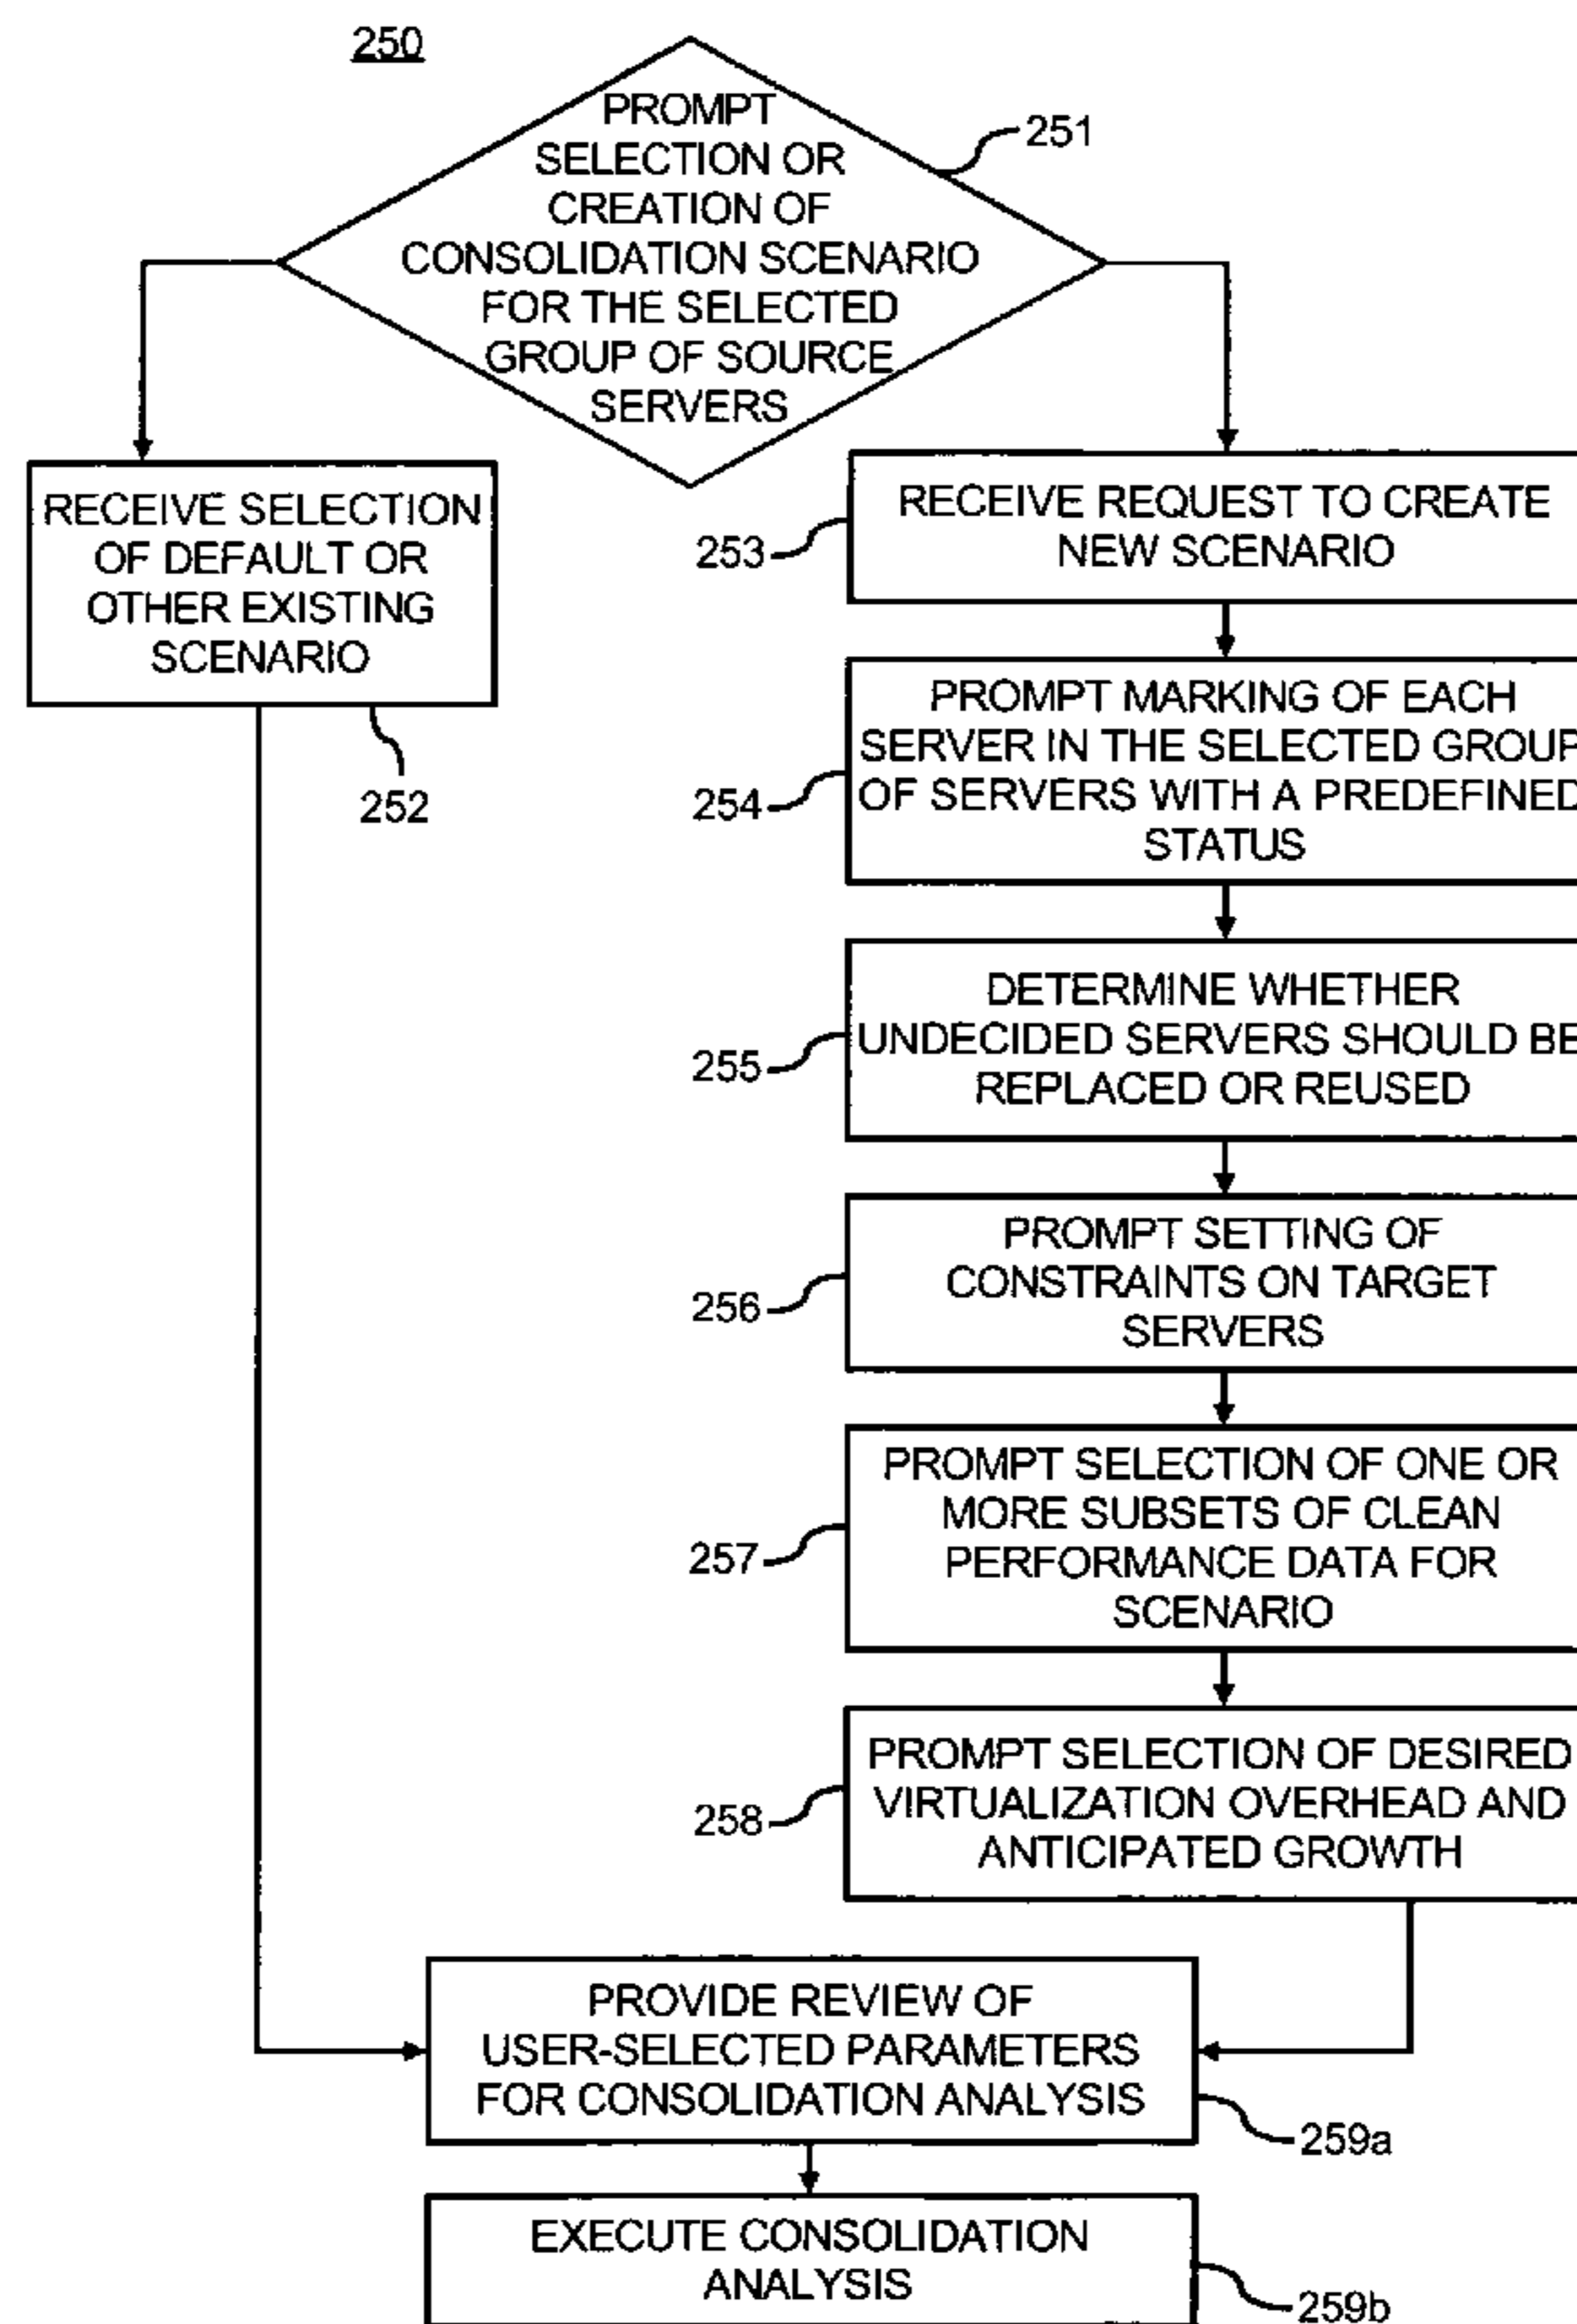 250
PROMPT
SELECTION OR
CREATION OF
CONSOLIDATION SCENARIO
FOR THE SELECTED
GROUP OF SOURCE
SERVERS
251
RECEIVE SELECTION
OF DEFAULT OR
OTHER EXISTING
SCENARIO
252
RECEIVE REQUEST TO CREATE
NEW SCENARIO
253
PROMPT MARKING OF EACH
SERVER IN THE SELECTED GROUP
OF SERVERS WITH A PREDEFINED
STATUS
254
DETERMINE WHETHER
UNDECIDED SERVERS SHOULD BE
REPLACED OR REUSED
255
PROMPT SETTING OF
CONSTRAINTS ON TARGET
SERVERS
256
PROMPT SELECTION OF ONE OR
MORE SUBSETS OF CLEAN
PERFORMANCE DATA FOR
SCENARIO
257
PROMPT SELECTION OF DESIRED
VIRTUALIZATION OVERHEAD AND
ANTICIPATED GROWTH
258
PROVIDE REVIEW OF
USER-SELECTED PARAMETERS
FOR CONSOLIDATION ANALYSIS
259a
EXECUTE CONSOLIDATION
ANALYSIS
259b